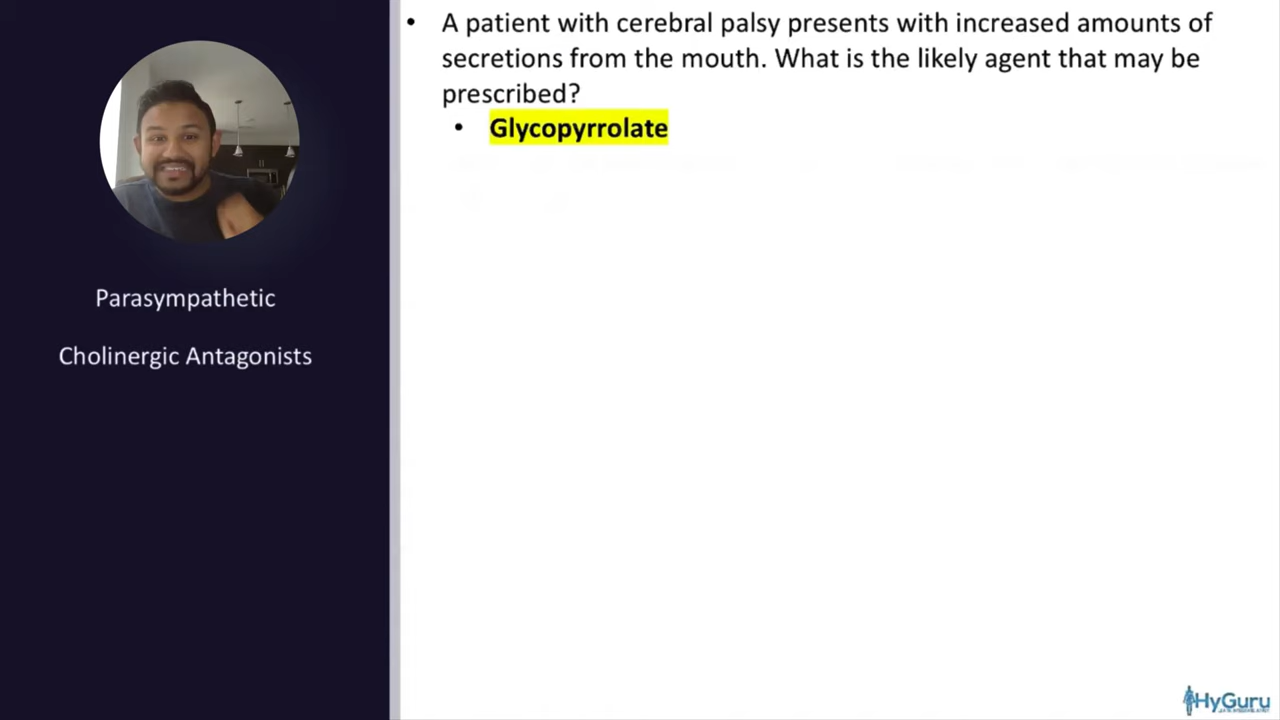 • A patient with cerebral palsy presents with increased amounts of
secretions from the mouth. What is the likely agent that may be
prescribed?
• Glycopyrrolate
Parasympathetic
Cholinergic Antagonists
HyGuru